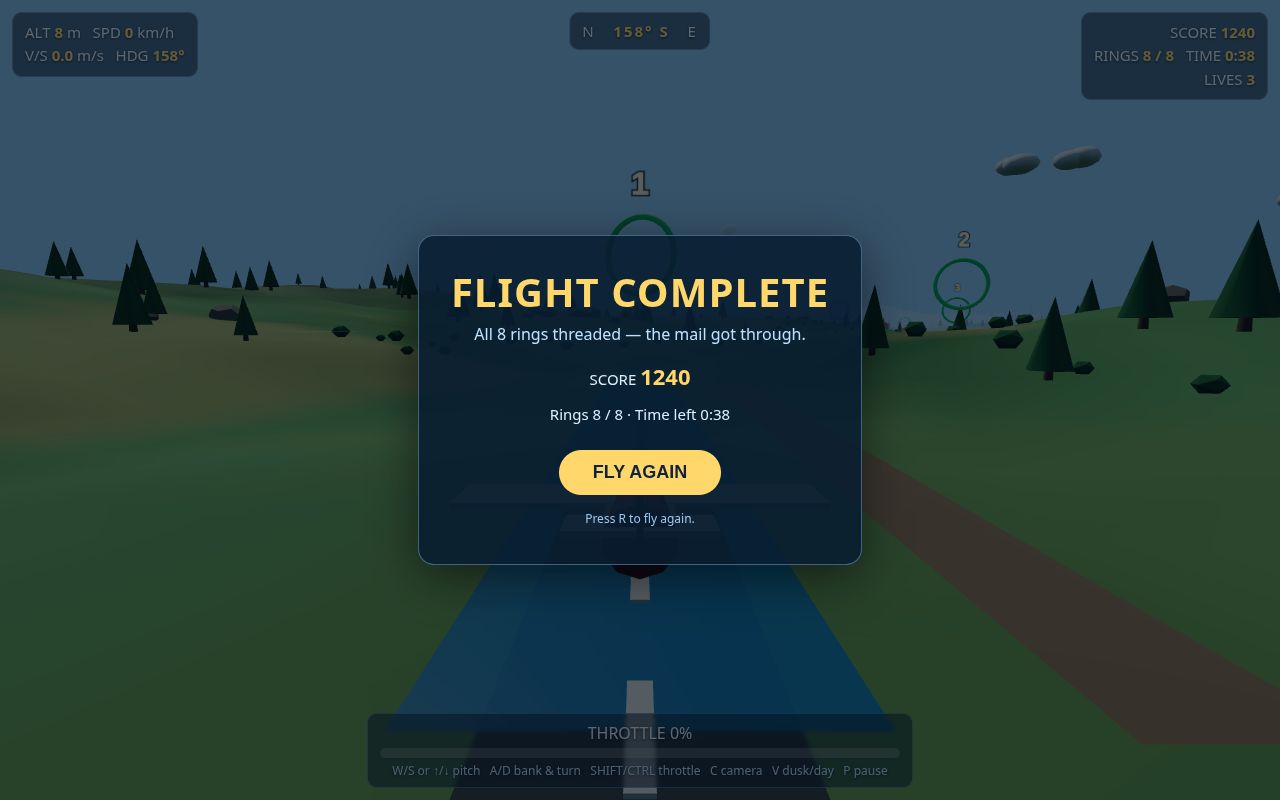 ALT 8 m SPD 0 km/h
V/S 0.0 m/s HDG 158°
N 158° S E
SCORE 1240
RINGS 8 / 8 TIME 0:38
LIVES 3
1
2
3
FLIGHT COMPLETE
All 8 rings threaded — the mail got through.
SCORE 1240
Rings 8 / 8 · Time left 0:38
FLY AGAIN
Press R to fly again.
THROTTLE 0%
W/S or ↑/↓ pitch A/D bank & turn SHIFT/CTRL throttle C camera V dusk/day P pause